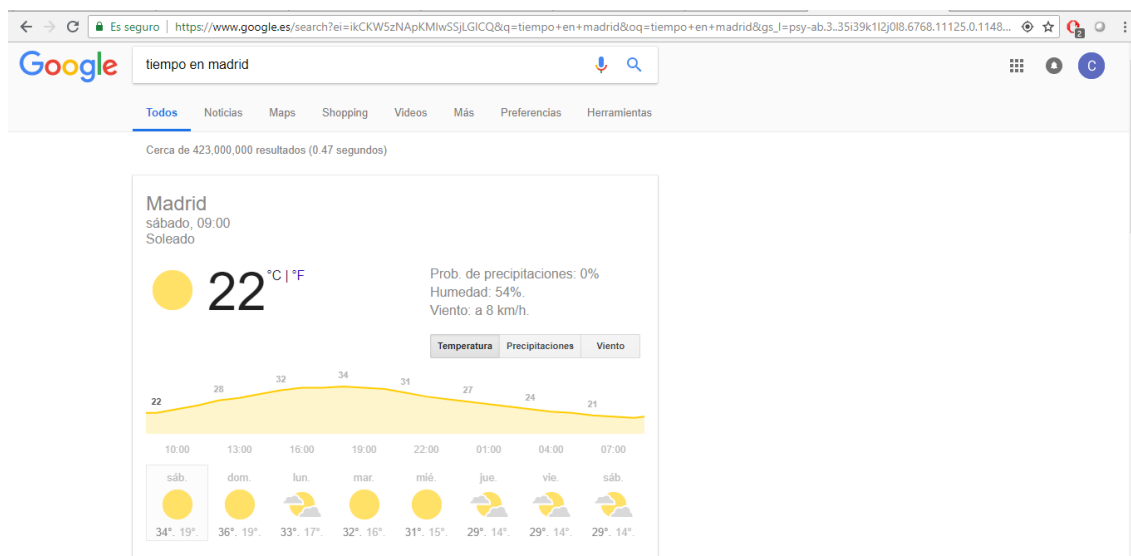 Es seguro | https://www.google.es/search?ei=ikCKW5zNApKMlwSSjLGICQ&q=tiempo+en+madrid&oq=tiempo+en+madrid&gs_l=psy-ab.3..35i39k1l2j0l8.6768.11125.0.1148...
2
Google
tiempo en madrid
C
Todos Noticias Maps Shopping Videos Más Preferencias Herramientas
Cerca de 423,000,000 resultados (0.47 segundos)
Madrid
sábado, 09:00
Soleado
22 °C | °F
Prob. de precipitaciones: 0%
Humedad: 54%.
Viento: a 8 km/h.
Temperatura Precipitaciones Viento
22 28 32 34 31 27 24 21
10:00 13:00 16:00 19:00 22:00 01:00 04:00 07:00
sáb. dom. lun. mar. mié. jue. vie. sáb.
34°. 19°. 36°. 19°. 33°. 17°. 32°. 16°. 31°. 15°. 29°. 14°. 29°. 14°. 29°. 14°.